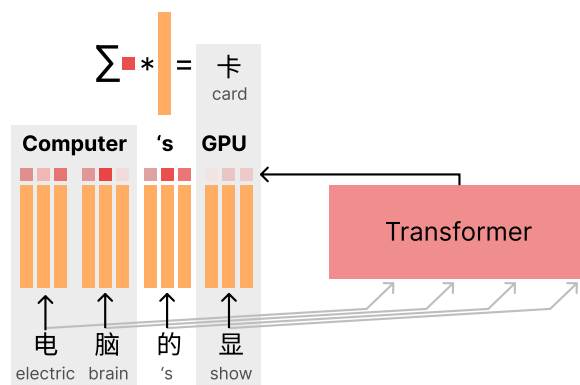 ∑ * = 卡
card
Computer ‘s GPU
Transformer
电 脑 的 显
electric brain ‘s show